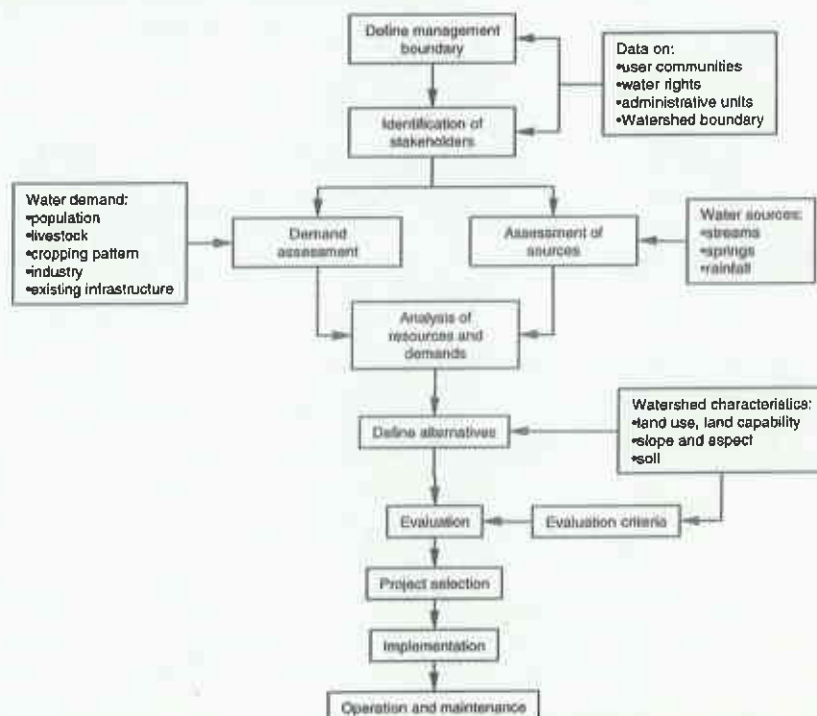 Define management
boundary
Data on:
•user communities
•water rights
•administrative units
•Watershed boundary
Identification of
stakeholders
Water demand:
•population
•livestock
•cropping pattern
•industry
•existing infrastructure
Demand
assessment
Assessment of
sources
Water sources:
•streams
•springs
•rainfall
Analysis of
resources and
demands
Watershed characteristics:
•land use, land capability
•slope and aspect
•soil
Define alternatives
Evaluation
Evaluation criteria
Project selection
Implementation
Operation and maintenance